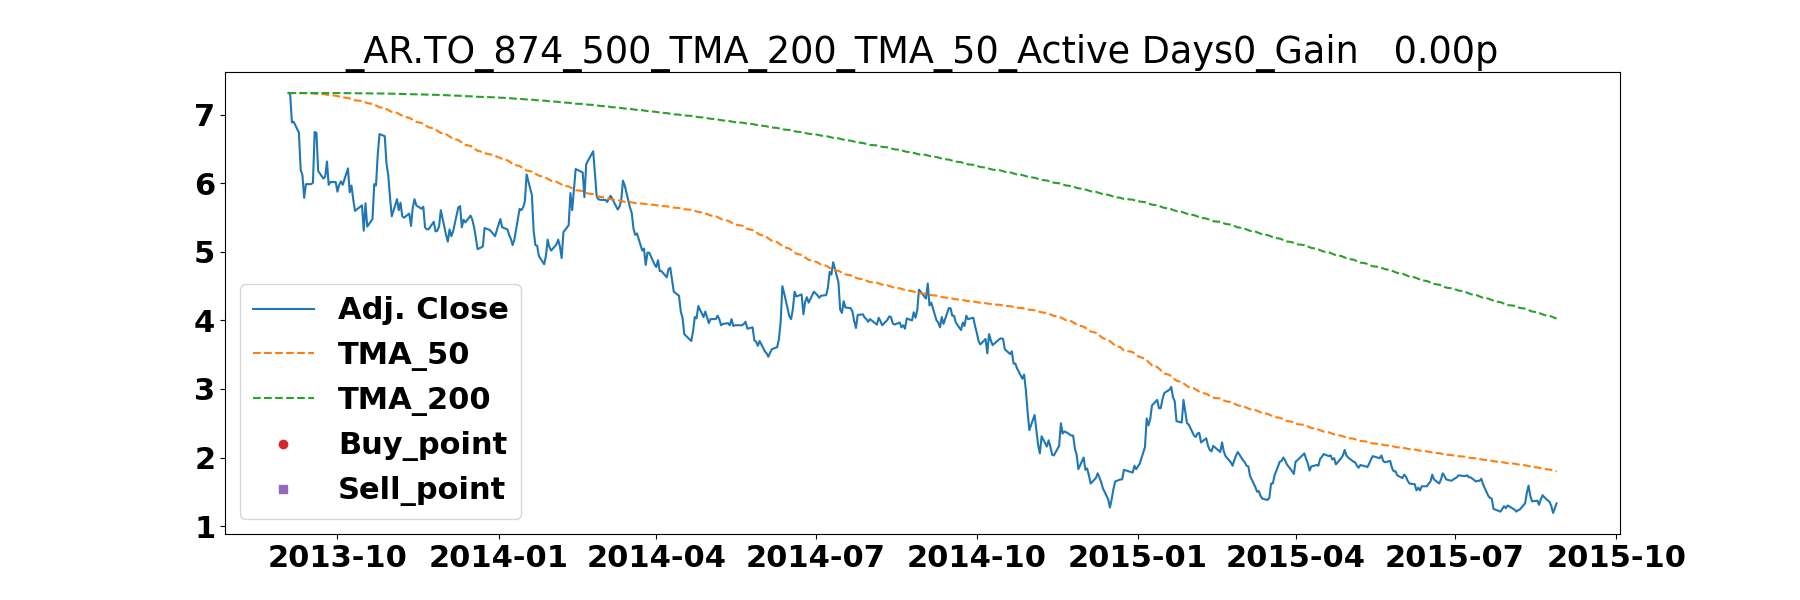 _AR.TO_874_500_TMA_200_TMA_50_Active Days0_Gain   0.00p
7
6
5
4
3
2
1
Adj. Close
TMA_50
TMA_200
Buy_point
Sell_point
2013-10 2014-01 2014-04 2014-07 2014-10 2015-01 2015-04 2015-07 2015-10